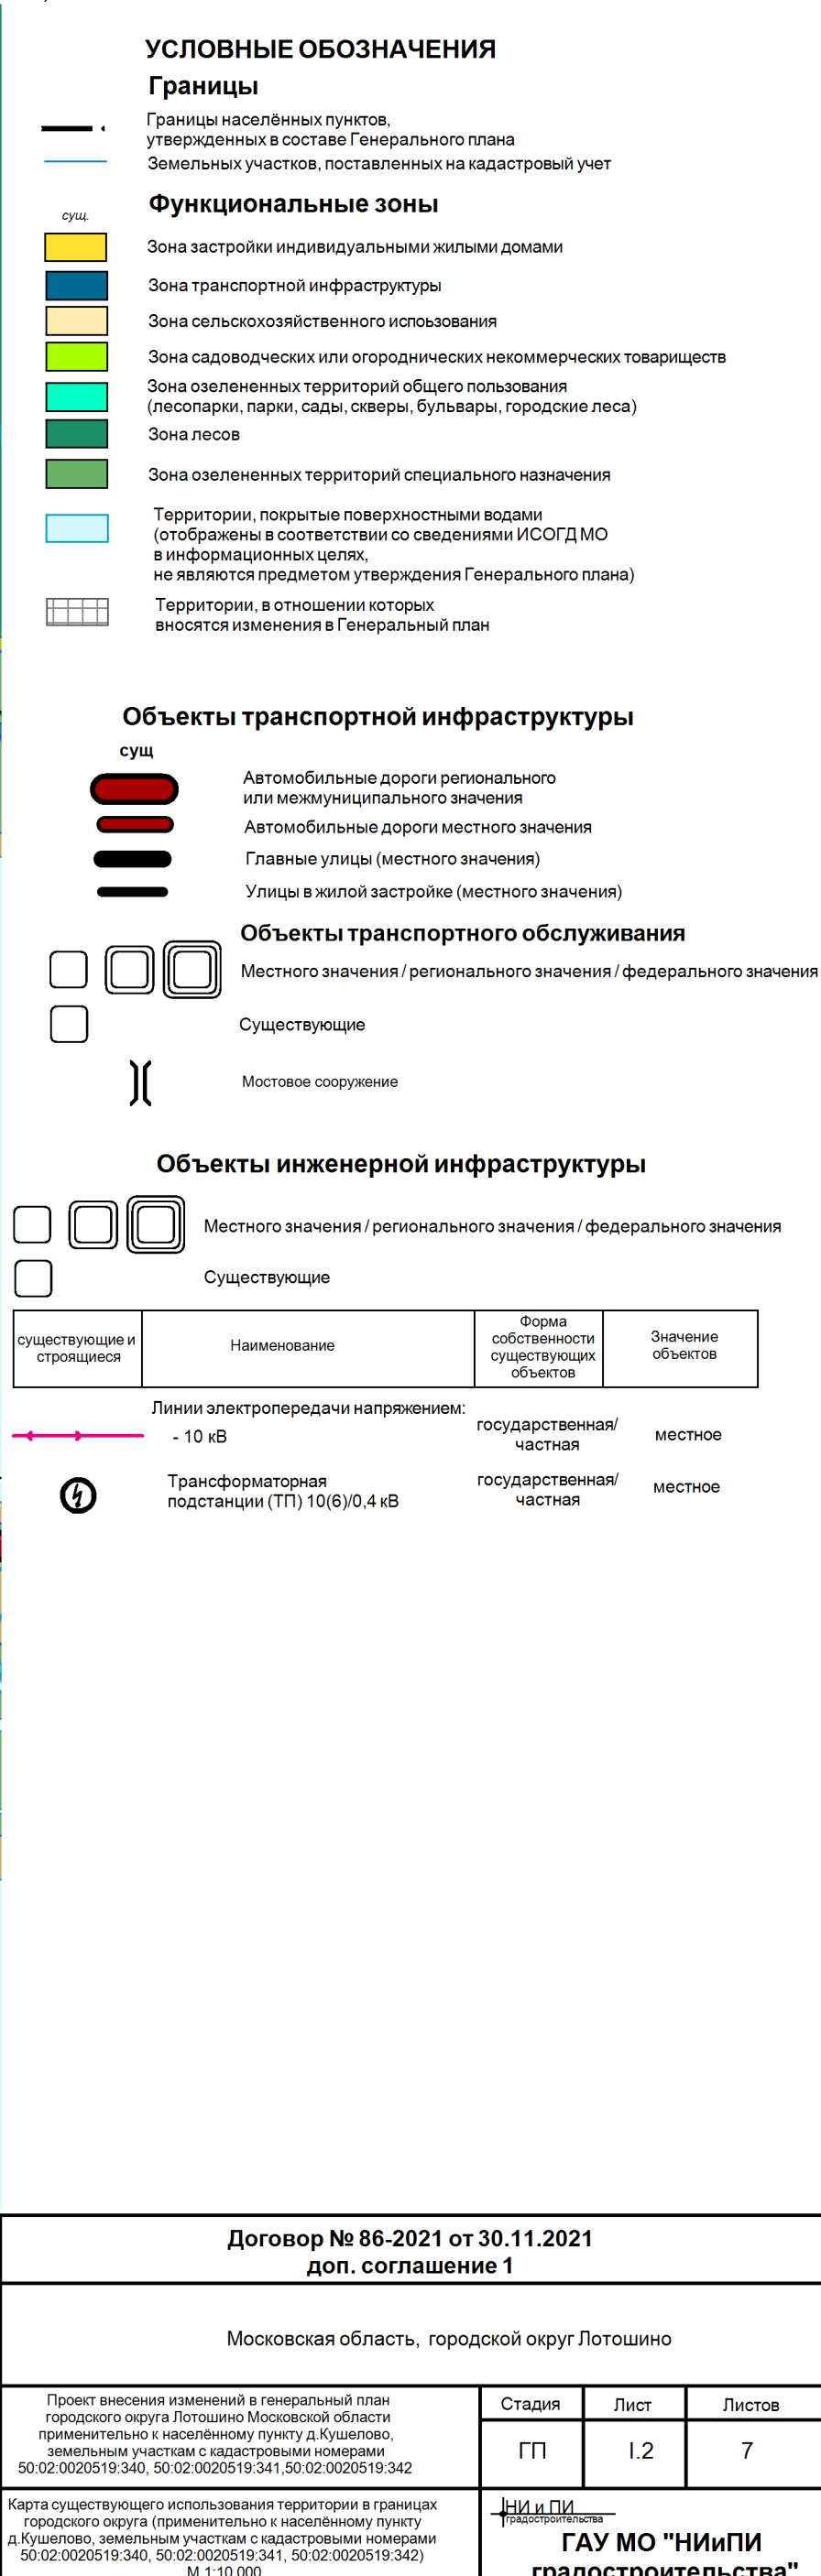 УСЛОВНЫЕ ОБОЗНАЧЕНИЯ
Границы
Границы населённых пунктов,
утвержденных в составе Генерального плана
Земельных участков, поставленных на кадастровый учет
Функциональные зоны
сущ.
Зона застройки индивидуальными жилыми домами
Зона транспортной инфраструктуры
Зона сельскохозяйственного испоьзования
Зона садоводческих или огороднических некоммерческих товариществ
Зона озелененных территорий общего пользования
(лесопарки, парки, сады, скверы, бульвары, городские леса)
Зона лесов
Зона озелененных территорий специального назначения
Территории, покрытые поверхностными водами
(отображены в соответствии со сведениями ИСОГД МО
в информационных целях,
не являются предметом утверждения Генерального плана)
Территории, в отношении которых
вносятся изменения в Генеральный план
Объекты транспортной инфраструктуры
сущ
Автомобильные дороги регионального
или межмуниципального значения
Автомобильные дороги местного значения
Главные улицы (местного значения)
Улицы в жилой застройке (местного значения)
Объекты транспортного обслуживания
Местного значения / регионального значения / федерального значения
Существующие
Мостовое сооружение
Объекты инженерной инфраструктуры
Местного значения / регионального значения / федерального значения
Существующие
существующие и
строящиеся
Наименование
Форма
собственности
существующих
объектов
Значение
объектов
Линии электропередачи напряжением:
- 10 кВ
государственная/
частная
местное
Трансформаторная
подстанции (ТП) 10(6)/0,4 кВ
государственная/
частная
местное
Договор № 86-2021 от 30.11.2021
доп. соглашение 1
Московская область, городской округ Лотошино
Проект внесения изменений в генеральный план
городского округа Лотошино Московской области
применительно к населённому пункту д.Кушелово,
земельным участкам с кадастровыми номерами
50:02:0020519:340, 50:02:0020519:341,50:02:0020519:342
Стадия
Лист
Листов
ГП
I.2
7
Карта существующего использования территории в границах
городского округа (применительно к населённому пункту
д.Кушелово, земельным участкам с кадастровыми номерами
50:02:0020519:340, 50:02:0020519:341, 50:02:0020519:342)
М 1:10 000
НИ и ПИ
градостроительства
ГАУ МО "НИиПИ
градостроительства"